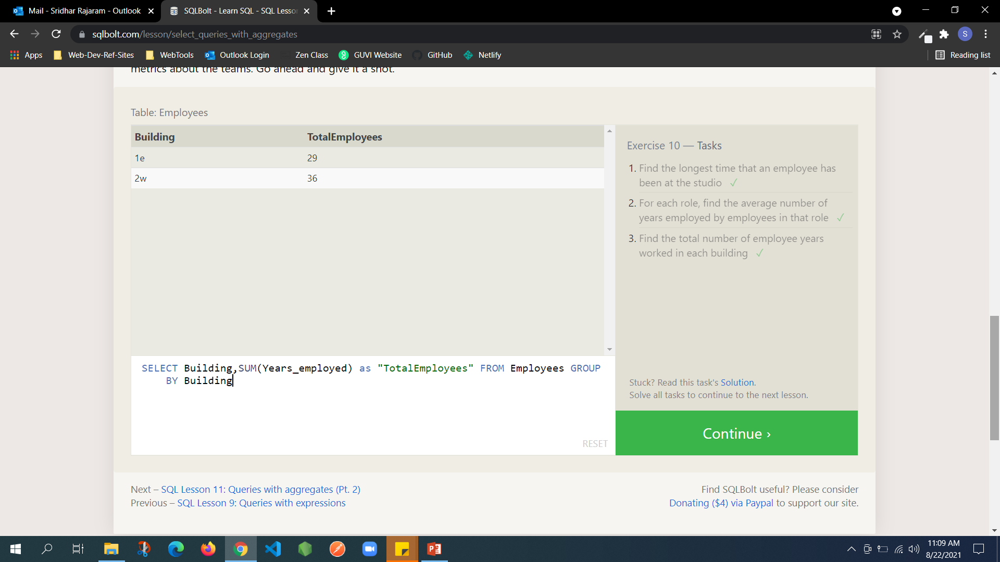 Mail - Sridhar Rajaram - Outlook
SQLBolt - Learn SQL - SQL Lesson
sqlbolt.com/lesson/select_queries_with_aggregates
S
Apps
Web-Dev-Ref-Sites
WebTools
Outlook Login
Zen Class
GUVI Website
GitHub
Netlify
Reading list
metrics about the teams. Go ahead and give it a shot.
Table: Employees
Building TotalEmployees
1e 29
2w 36
Exercise 10 — Tasks
1. Find the longest time that an employee has
been at the studio ✓
2. For each role, find the average number of
years employed by employees in that role ✓
3. Find the total number of employee years
worked in each building ✓
SELECT Building,SUM(Years_employed) as "TotalEmployees" FROM Employees GROUP
BY Building
RESET
Stuck? Read this task's Solution.
Solve all tasks to continue to the next lesson.
Continue ›
Next – SQL Lesson 11: Queries with aggregates (Pt. 2)
Previous – SQL Lesson 9: Queries with expressions
Find SQLBolt useful? Please consider
Donating ($4) via Paypal to support our site.
11:09 AM
8/22/2021